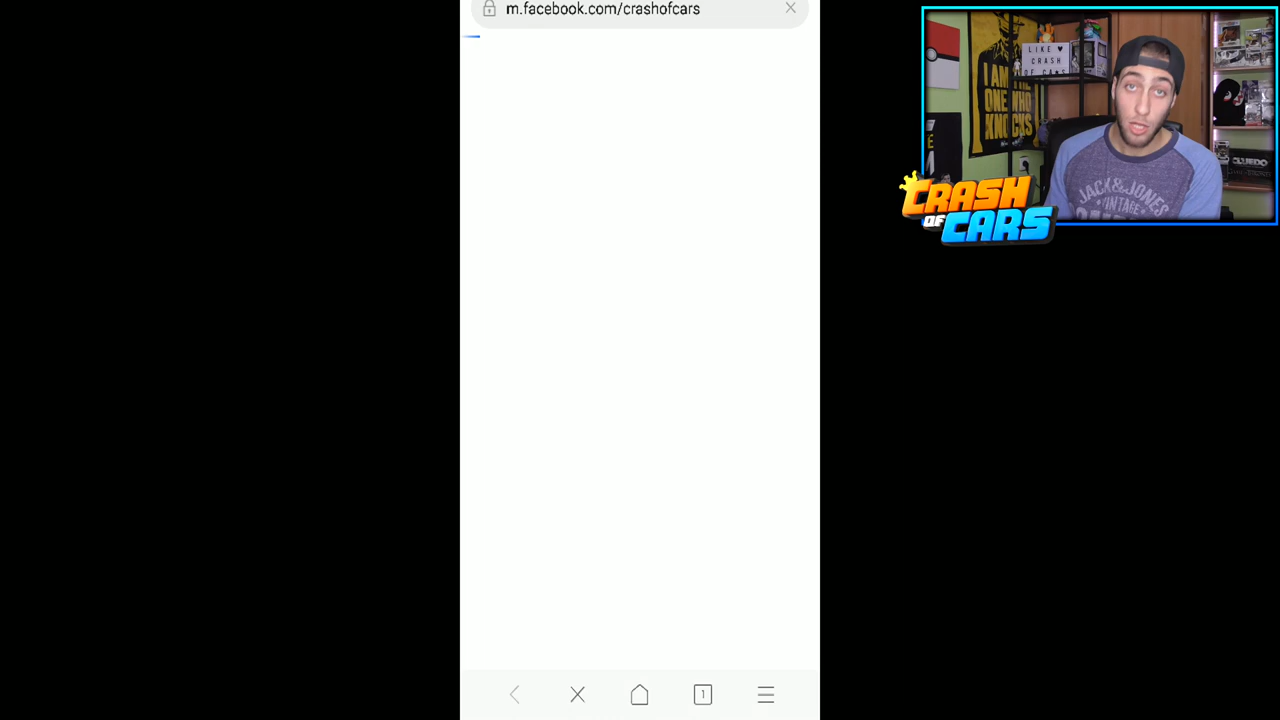 m.facebook.com/crashofcars
I AM THE
ONE WHO
KNOCKS
LIKE ♥
CRASH
OF CARS
CLUEDO
JACK&JONES
VINTAGE
CRASH
OF
CARS
1